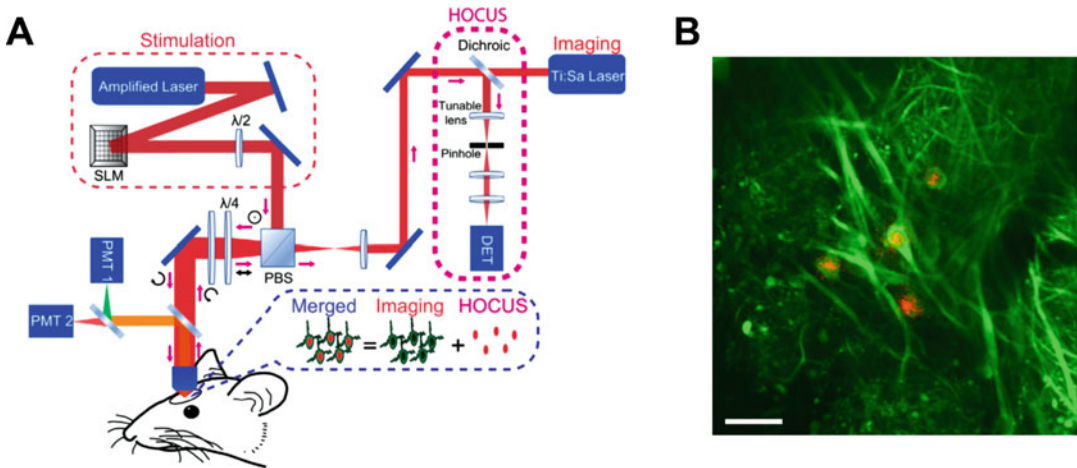 A
Stimulation
Amplified Laser
λ/2
SLM
HOCUS
Dichroic
Imaging
Ti:Sa Laser
Tunable
lens
Pinhole
DET
λ/4
PBS
PMT 1
PMT 2
Merged
Imaging
HOCUS
=
+
B